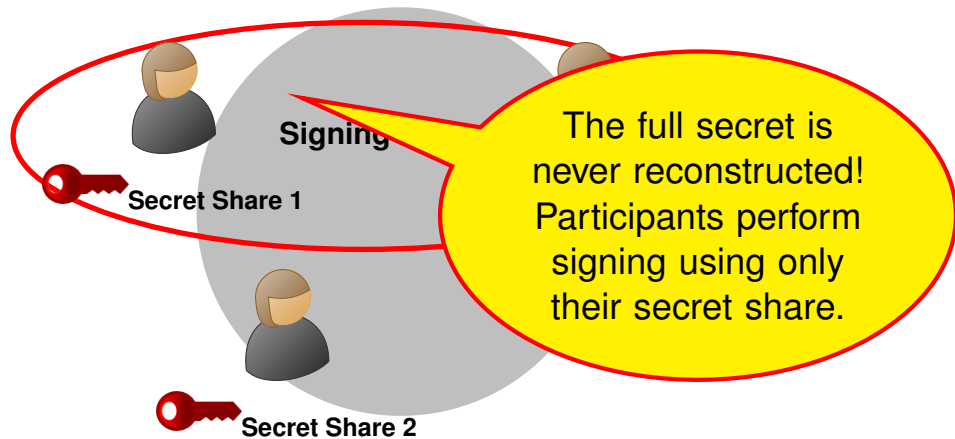 Signing
The full secret is
never reconstructed!
Participants perform
signing using only
their secret share.
Secret Share 1
Secret Share 2